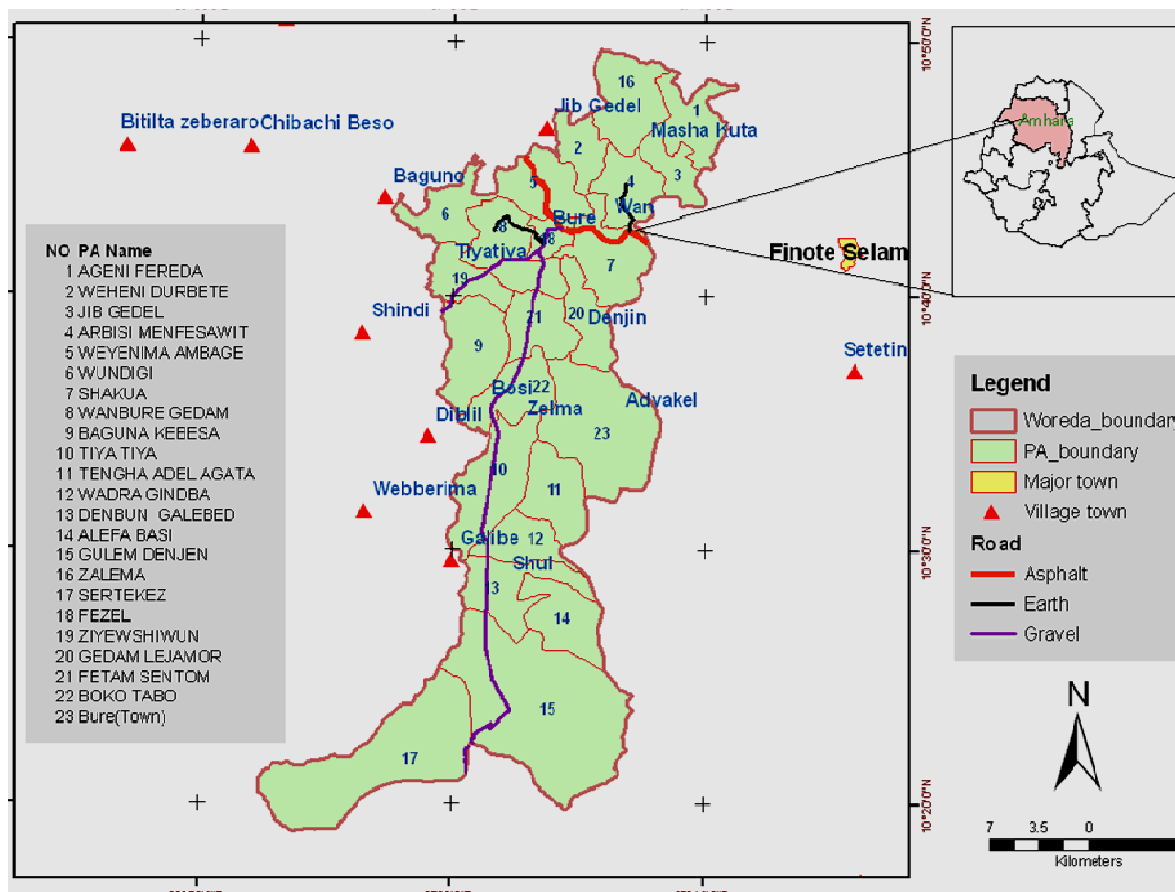 10°50'0"N
16
Jib Gedel
1
Bitilta zeberaro
Chibachi Beso
Masha Kuta
2
Amhara
Baguno
5
4
3
6
Wan
Bure
8
18
Finote Selam
Tiyatiya
7
19
10°40'0"N
Shindi
21
20
Denjin
9
Setetin
Bosi
22
Zelma
Adyakel
Diblil
23
10
11
Webberima
Galibe
12
10°30'0"N
Shul
13
14
15
17
10°20'0"N
NO PA Name
1 AGENI FEREDA
2 WEHENI DURBETE
3 JIB GEDEL
4 ARBISI MENFESAWIT
5 WEYENIMA AMBAGE
6 WUNDIGI
7 SHAKUA
8 WANBURE GEDAM
9 BAGUNA KEBESA
10 TIYA TIYA
11 TENGHA ADEL AGATA
12 WADRA GINDBA
13 DENBUN GALEBED
14 ALEFA BASI
15 GULEM DENJEN
16 ZALEMA
17 SERTEKEZ
18 FEZEL
19 ZIYEWSHIWUN
20 GEDAM LEJAMOR
21 FETAM SENTOM
22 BOKO TABO
23 Bure(Town)
Legend
Woreda_boundary
PA_boundary
Major town
Village town
Road
Asphalt
Earth
Gravel
N
7 3.5 0
Kilometers